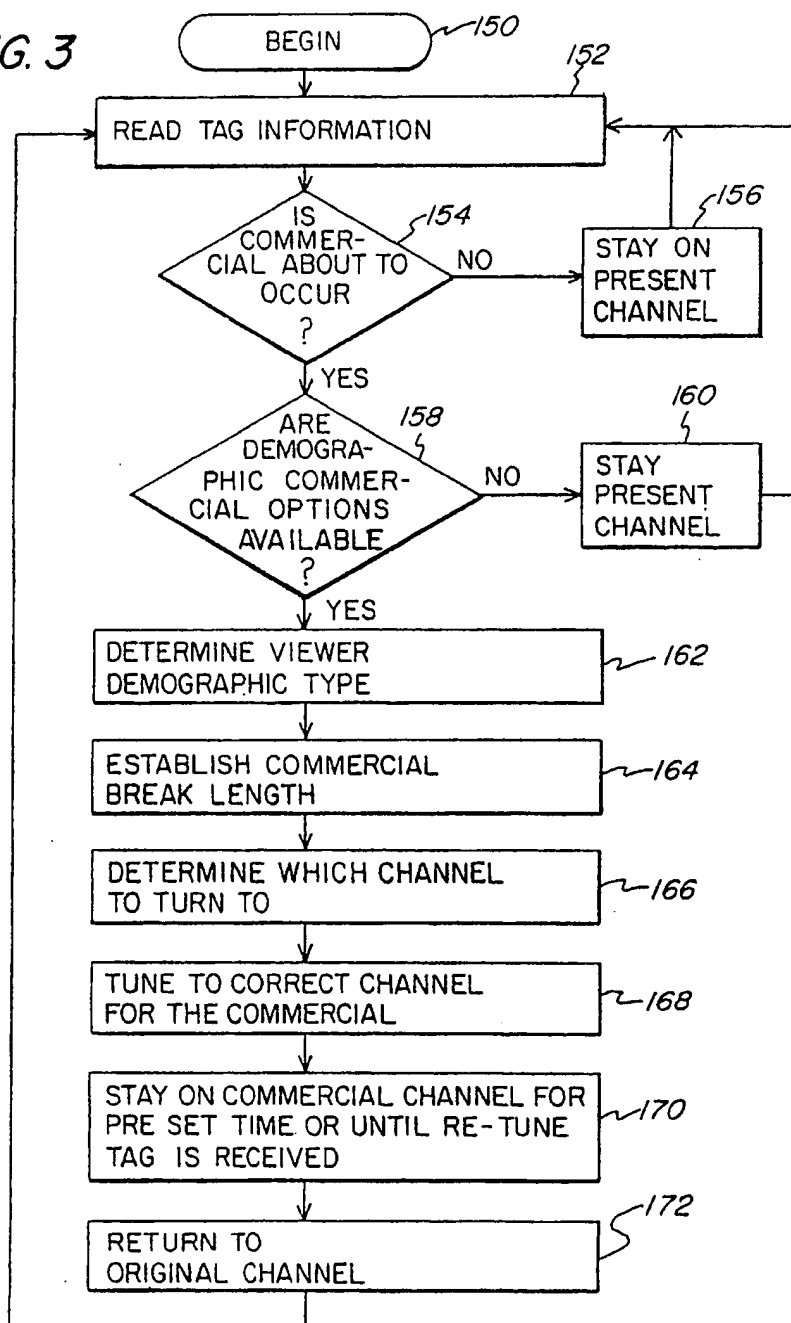 G. 3
BEGIN
150
152
READ TAG INFORMATION
IS
COMMER-
CIAL ABOUT TO
OCCUR
?
154
NO
156
STAY ON
PRESENT
CHANNEL
YES
ARE
DEMOGRA-
PHIC COMMER-
CIAL OPTIONS
AVAILABLE
?
158
NO
160
STAY
PRESENT
CHANNEL
YES
DETERMINE VIEWER
DEMOGRAPHIC TYPE
162
ESTABLISH COMMERCIAL
BREAK LENGTH
164
DETERMINE WHICH CHANNEL
TO TURN TO
166
TUNE TO CORRECT CHANNEL
FOR THE COMMERCIAL
168
STAY ON COMMERCIAL CHANNEL FOR
PRE SET TIME OR UNTIL RE-TUNE
TAG IS RECEIVED
170
RETURN TO
ORIGINAL CHANNEL
172